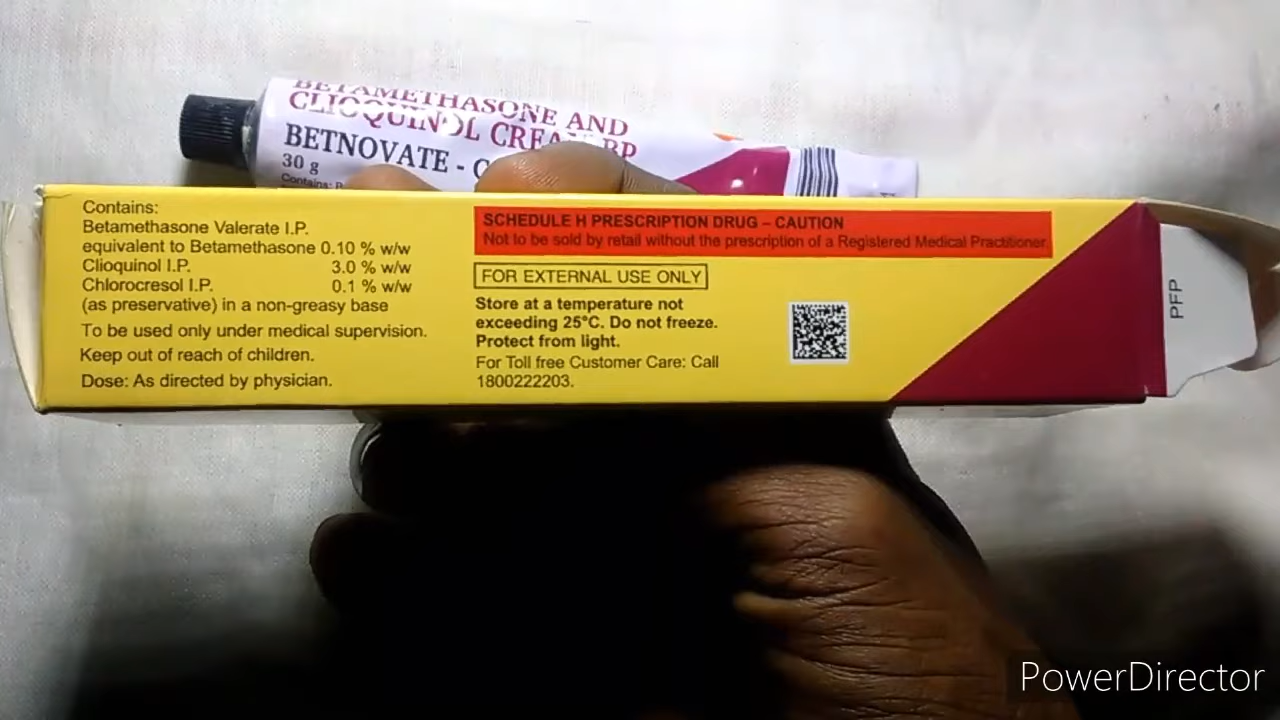 BETAMETHASONE AND
CLIOQUINOL CREAM BP
BETNOVATE - C
30 g
Contains:
Contains:
Betamethasone Valerate I.P.
equivalent to Betamethasone 0.10 % w/w
Clioquinol I.P. 3.0 % w/w
Chlorocresol I.P. 0.1 % w/w
(as preservative) in a non-greasy base
To be used only under medical supervision.
Keep out of reach of children.
Dose: As directed by physician.
SCHEDULE H PRESCRIPTION DRUG – CAUTION
Not to be sold by retail without the prescription of a Registered Medical Practitioner.
FOR EXTERNAL USE ONLY
Store at a temperature not
exceeding 25°C. Do not freeze.
Protect from light.
For Toll free Customer Care: Call
1800222203.
PFP
PowerDirector